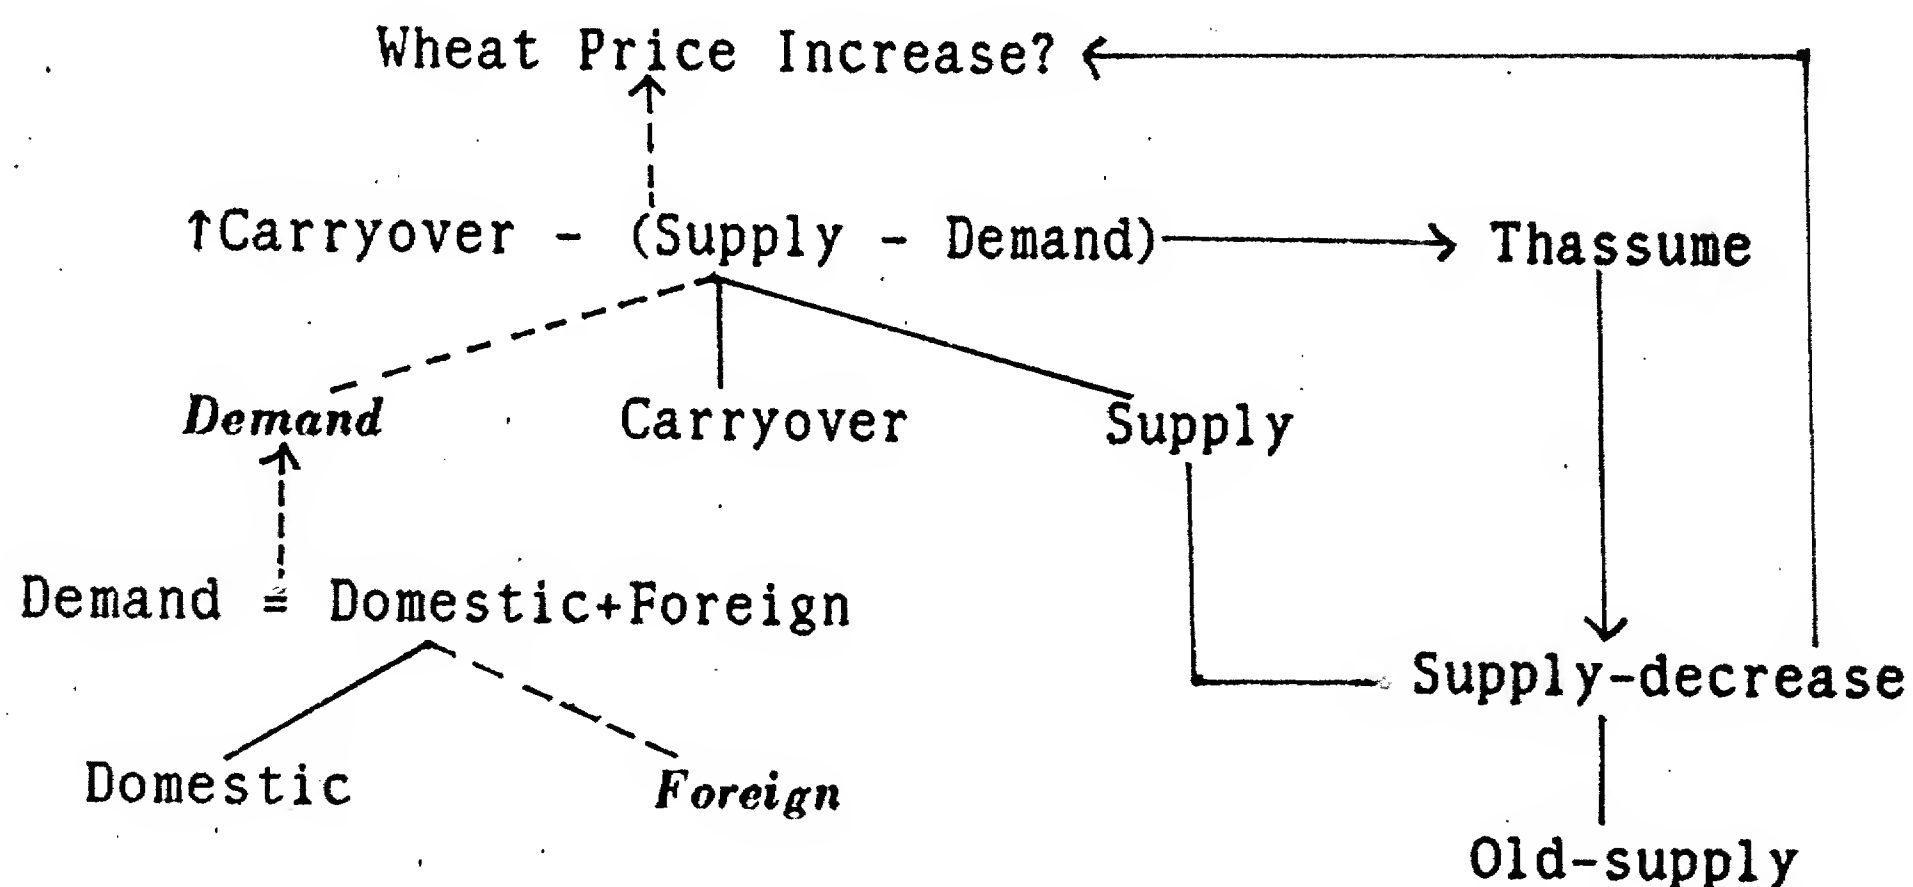 Wheat Price Increase?
↑Carryover - (Supply - Demand) Thassume
Demand Carryover Supply
Demand = Domestic+Foreign
Supply-decrease
Domestic Foreign
Old-supply